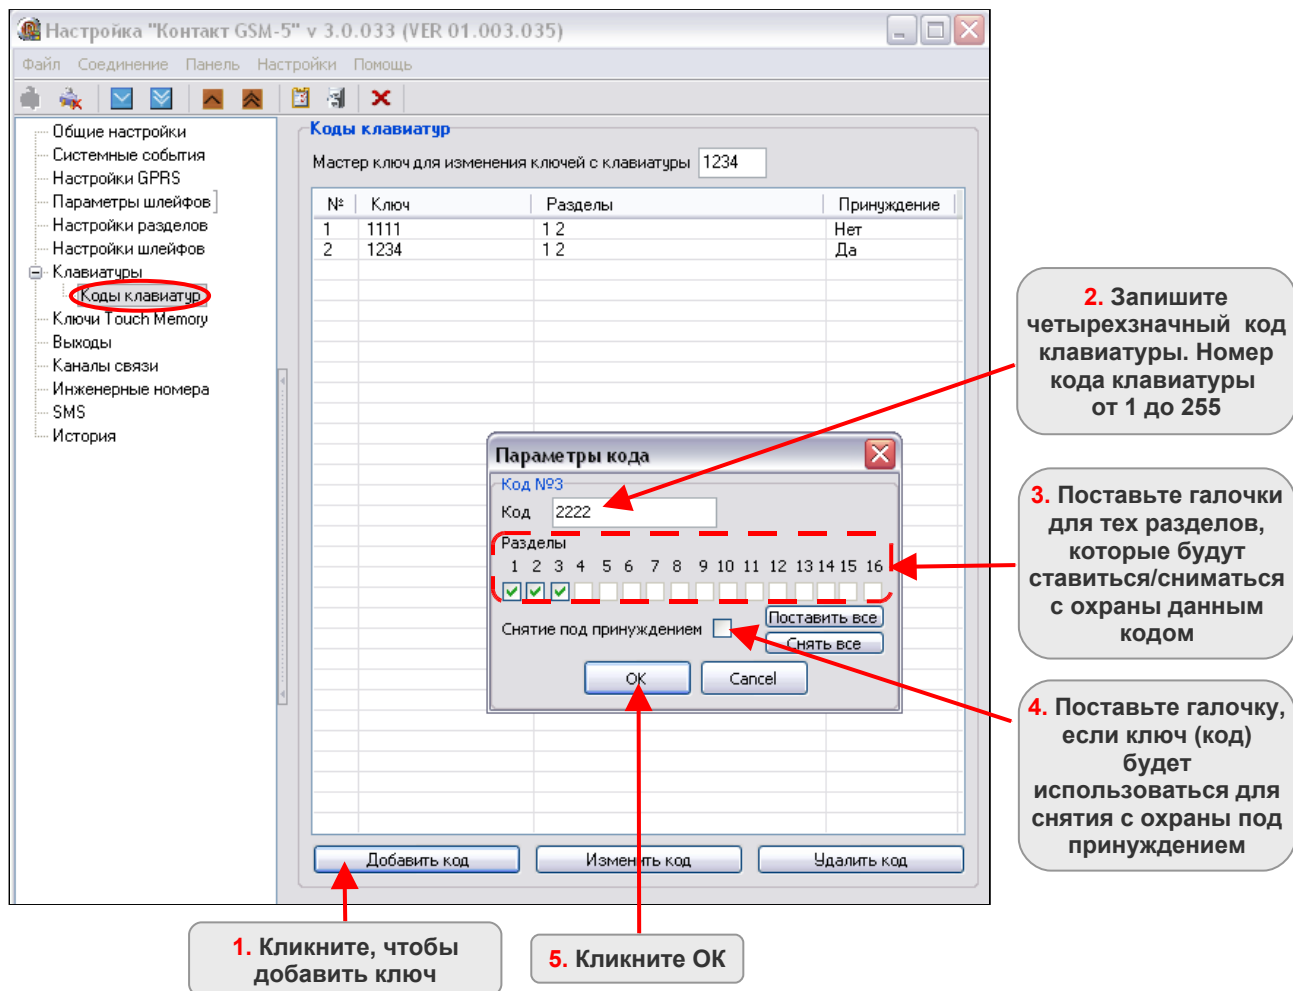 Настройка "Контакт GSM-5" v 3.0.033 (VER 01.003.035)
Файл Соединение Панель Настройки Помощь
Общие настройки
Системные события
Настройки GPRS
Параметры шлейфов
Настройки разделов
Настройки шлейфов
Клавиатуры
Коды клавиатур
Ключи Touch Memory
Выходы
Каналы связи
Инженерные номера
SMS
История
Коды клавиатур
Мастер ключ для изменения ключей с клавиатуры 1234
№ Ключ Разделы Принуждение
1 1111 1 2 Нет
2 1234 1 2 Да
Параметры кода
Код №3
Код 2222
Разделы
1 2 3 4 5 6 7 8 9 10 11 12 13 14 15 16
Снятие под принуждением
Поставить все
Снять все
OK Cancel
Добавить код Изменить код Удалить код
2. Запишите
четырехзначный код
клавиатуры. Номер
кода клавиатуры
от 1 до 255
3. Поставьте галочки
для тех разделов,
которые будут
ставиться/сниматься
с охраны данным
кодом
4. Поставьте галочку,
если ключ (код)
будет
использоваться для
снятия с охраны под
принуждением
1. Кликните, чтобы
добавить ключ
5. Кликните ОК